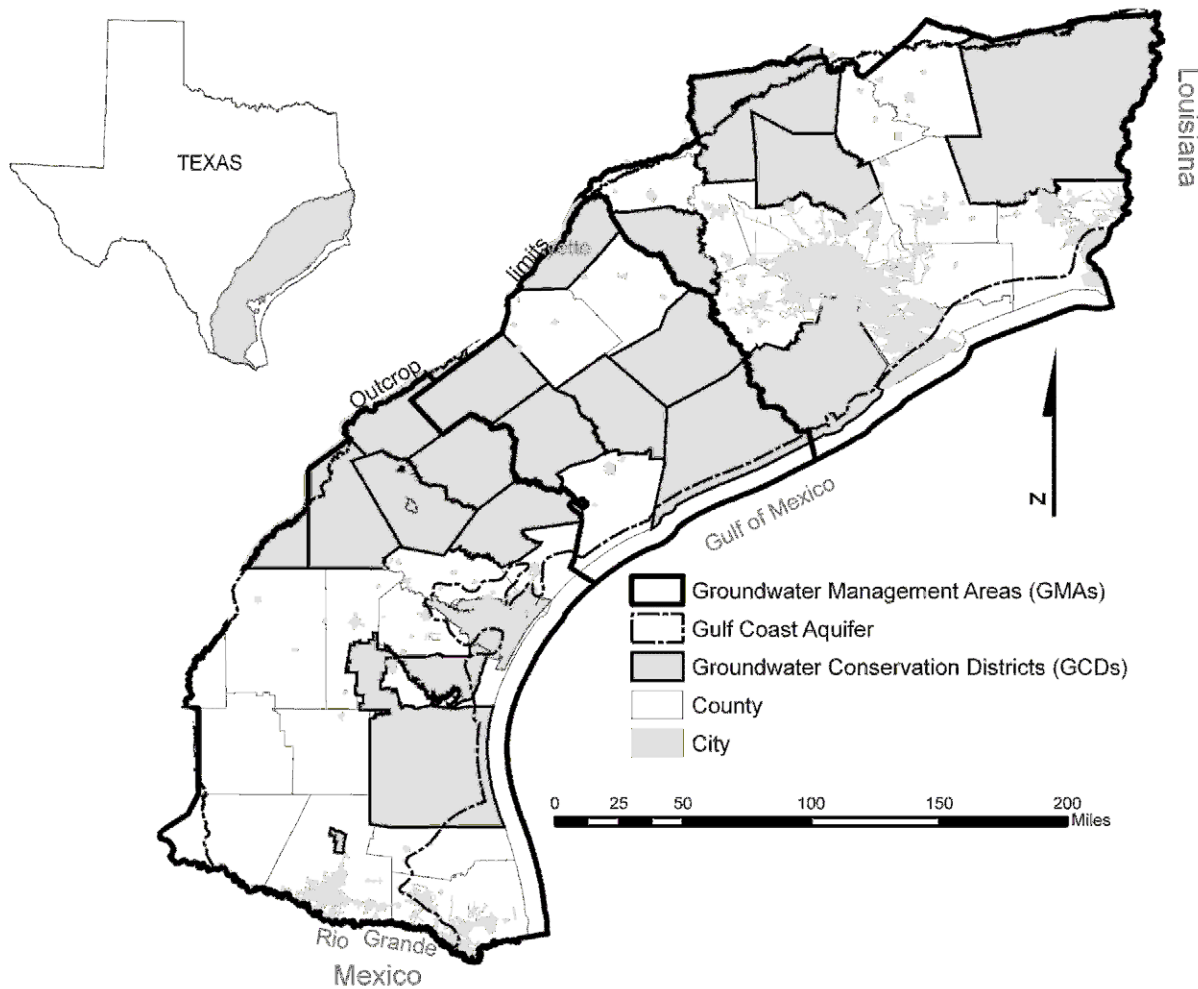 TEXAS
Louisiana
limits
Outcrop
Gulf of Mexico
N
Groundwater Management Areas (GMAs)
Gulf Coast Aquifer
Groundwater Conservation Districts (GCDs)
County
City
0 25 50 100 150 200
Miles
Rio Grande
Mexico